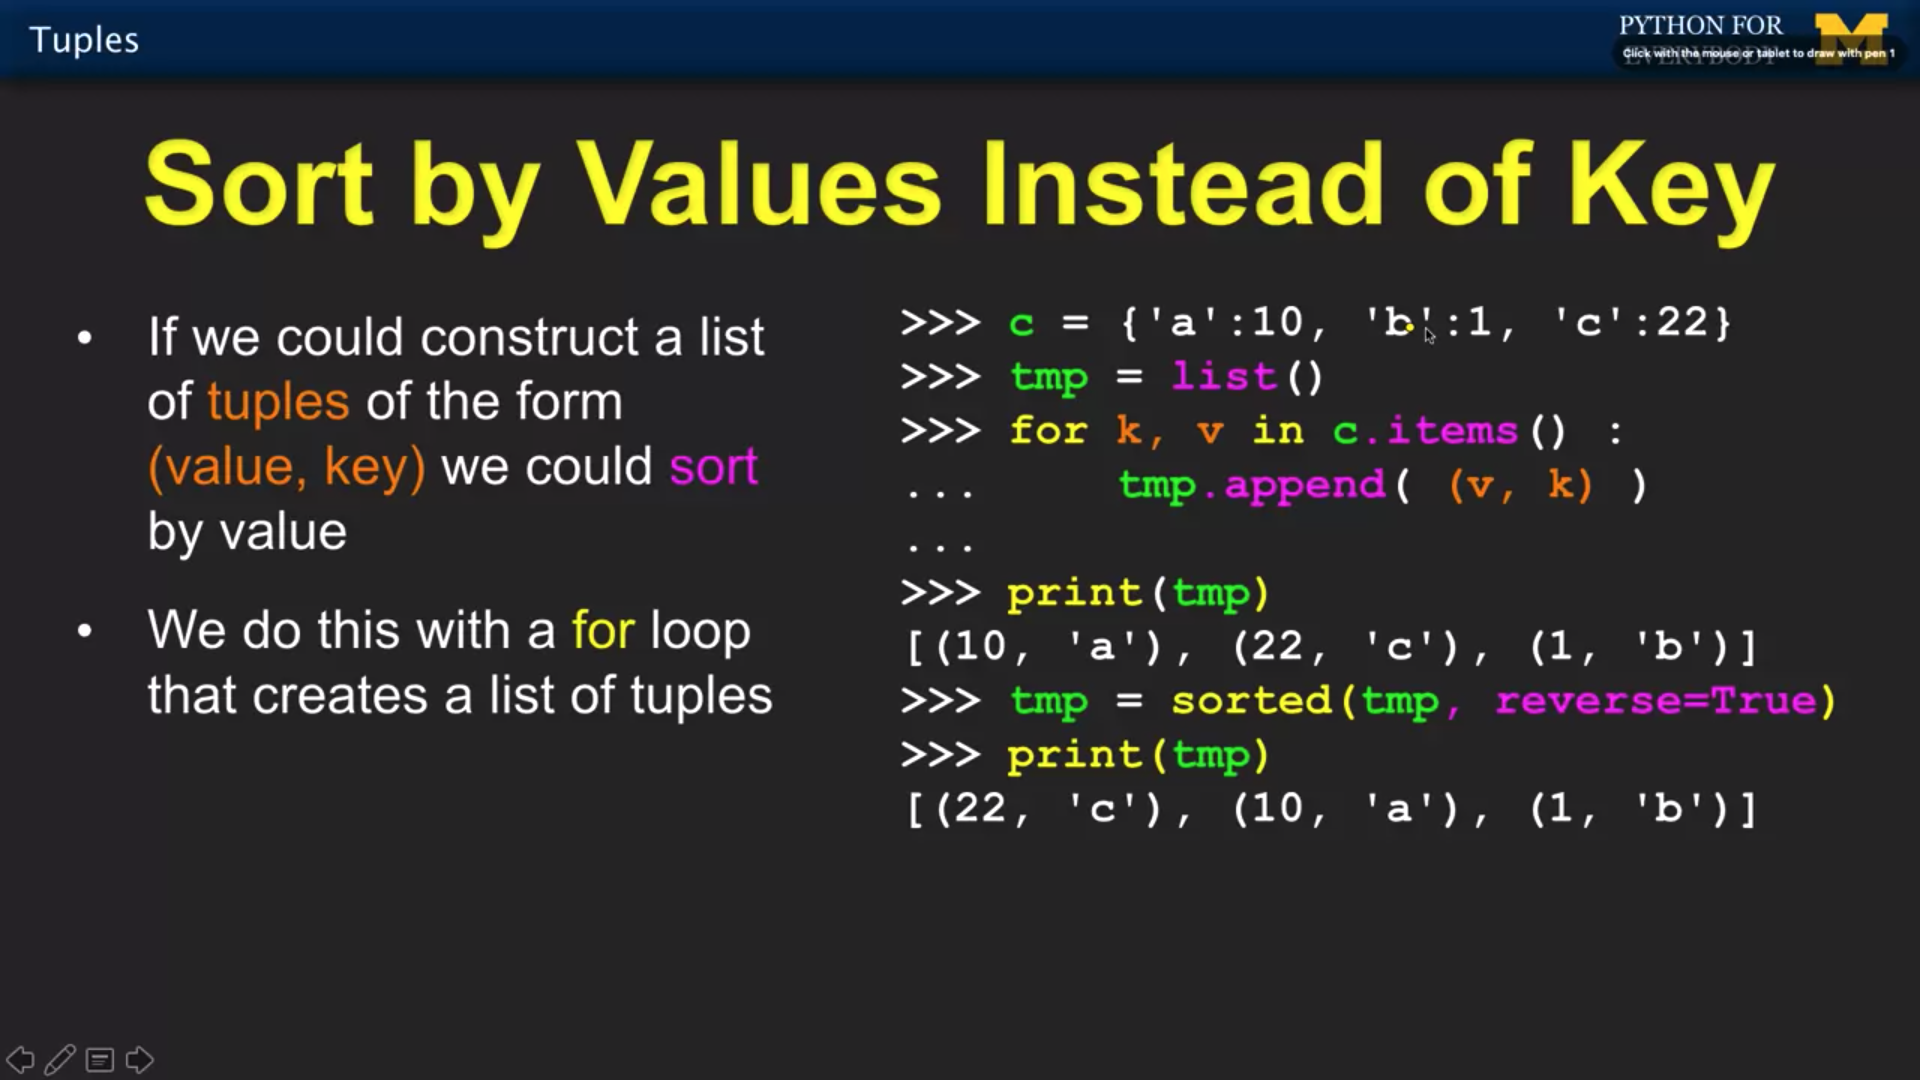 Tuples
PYTHON FOR
EVERYBODY
Click with the mouse or tablet to draw with pen 1
Sort by Values Instead of Key
• If we could construct a list
of tuples of the form
(value, key) we could sort
by value
• We do this with a for loop
that creates a list of tuples
>>> c = {'a':10, 'b':1, 'c':22}
>>> tmp = list()
>>> for k, v in c.items() :
...     tmp.append( (v, k) )
...
>>> print(tmp)
[(10, 'a'), (22, 'c'), (1, 'b')]
>>> tmp = sorted(tmp, reverse=True)
>>> print(tmp)
[(22, 'c'), (10, 'a'), (1, 'b')]